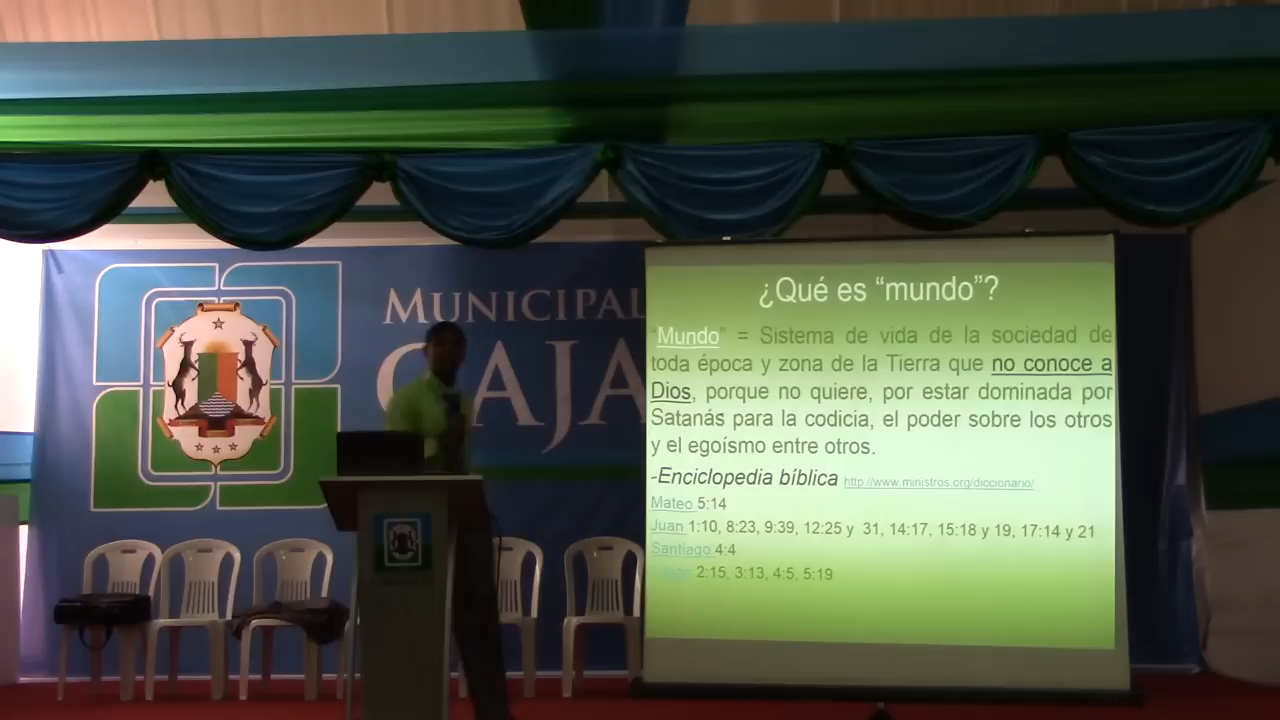 MUNICIPAL
CAJA
¿Qué es “mundo”?
“Mundo” = Sistema de vida de la sociedad de
toda época y zona de la Tierra que no conoce a
Dios, porque no quiere, por estar dominada por
Satanás para la codicia, el poder sobre los otros
y el egoísmo entre otros.
-Enciclopedia bíblica http://www.ministros.org/diccionario/
Mateo 5:14
Juan 1:10, 8:23, 9:39, 12:25 y 31, 14:17, 15:18 y 19, 17:14 y 21
Santiago 4:4
2:15, 3:13, 4:5, 5:19